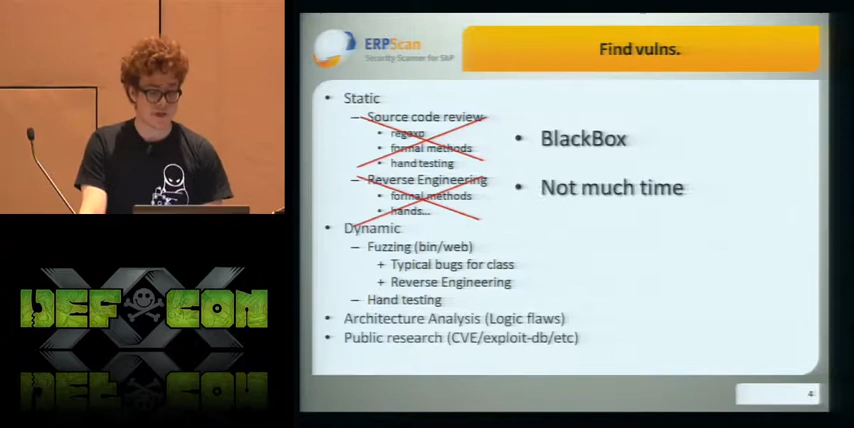 ERPScan
Security Scanner for SAP
Find vulns.
• Static
– Source code review
• regexp
• formal methods
• hand testing
– Reverse Engineering
• formal methods
• hands...
• Dynamic
– Fuzzing (bin/web)
+ Typical bugs for class
+ Reverse Engineering
– Hand testing
• Architecture Analysis (Logic flaws)
• Public research (CVE/exploit-db/etc)
• BlackBox
• Not much time
4
DEFCON
XX